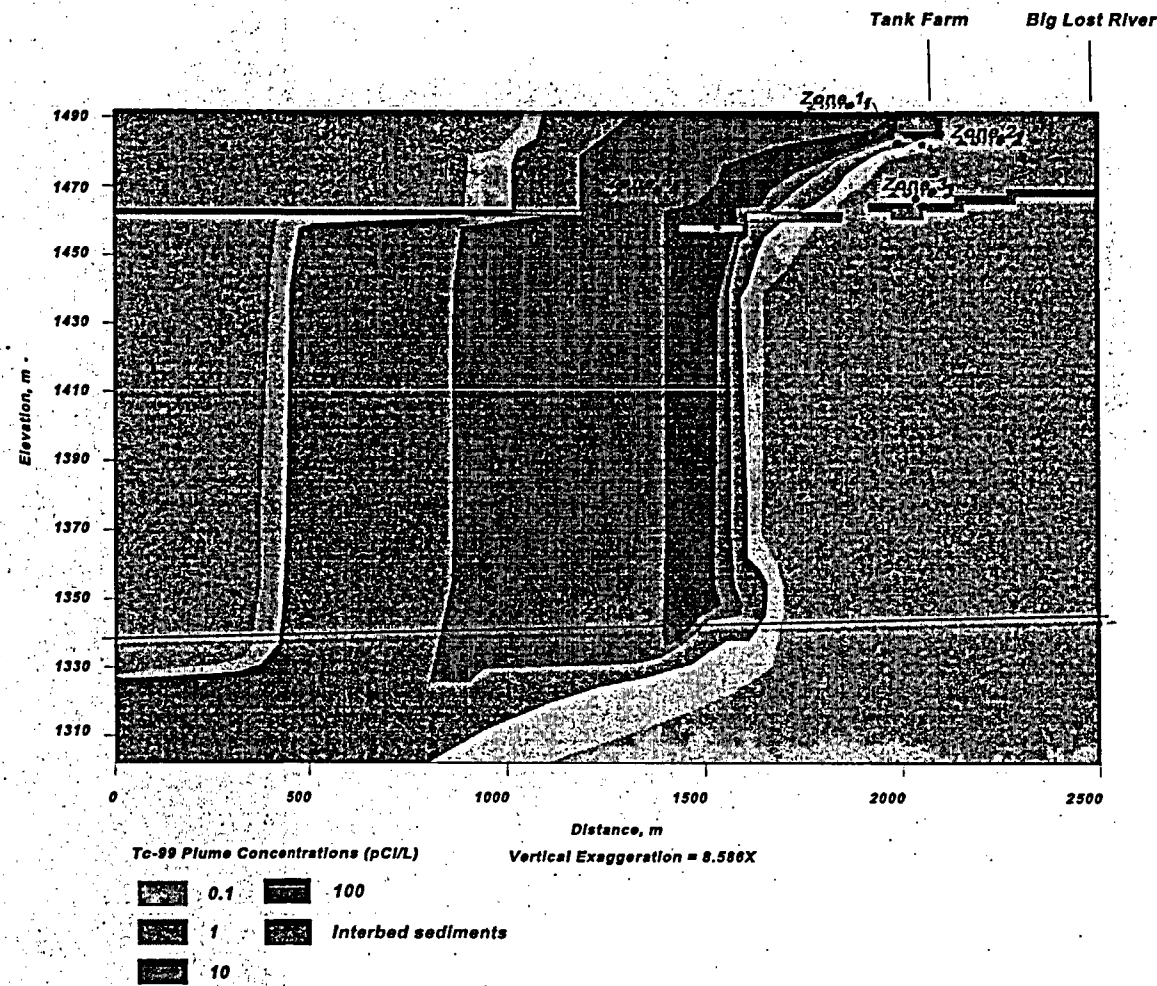 Tank Farm Big Lost River
Zone 1
Zone 2
Zone 3
1490
1470
1450
1430
1410
1390
1370
1350
1330
1310
Elevation, m
0 500 1000 1500 2000 2500
Distance, m
Tc-99 Plume Concentrations (pCi/L) Vertical Exaggeration = 8.586X
0.1 100
1 Interbed sediments
10